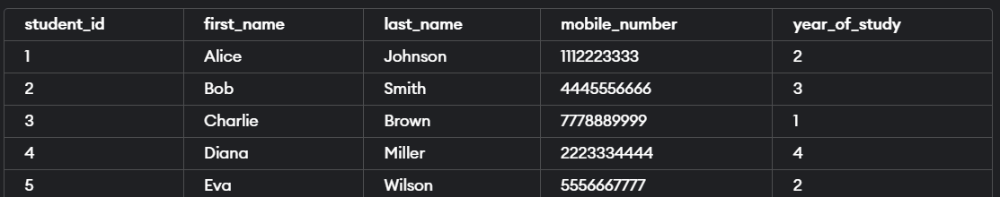 student_id first_name last_name mobile_number year_of_study
1 Alice Johnson 1112223333 2
2 Bob Smith 4445556666 3
3 Charlie Brown 7778889999 1
4 Diana Miller 2223334444 4
5 Eva Wilson 5556667777 2